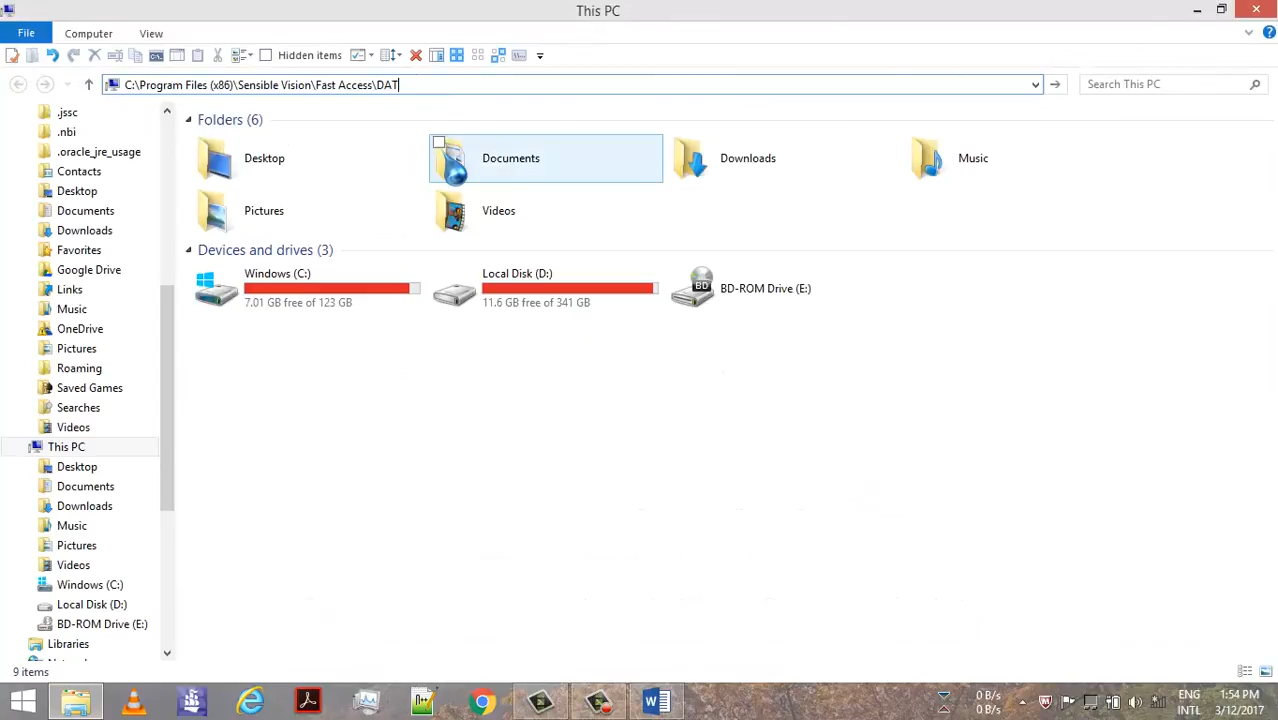 This PC
File
Computer
View
Hidden items
C:\Program Files (x86)\Sensible Vision\Fast Access\DAT
Search This PC
.jssc
.nbi
.oracle_jre_usage
Contacts
Desktop
Documents
Downloads
Favorites
Google Drive
Links
Music
OneDrive
Pictures
Roaming
Saved Games
Searches
Videos
This PC
Desktop
Documents
Downloads
Music
Pictures
Videos
Windows (C:)
Local Disk (D:)
BD-ROM Drive (E:)
Libraries
Folders (6)
Desktop
Documents
Downloads
Music
Pictures
Videos
Devices and drives (3)
Windows (C:)
7.01 GB free of 123 GB
Local Disk (D:)
11.6 GB free of 341 GB
BD
BD-ROM Drive (E:)
9 items
0 B/s
0 B/s
ENG
INTL
1:54 PM
3/12/2017